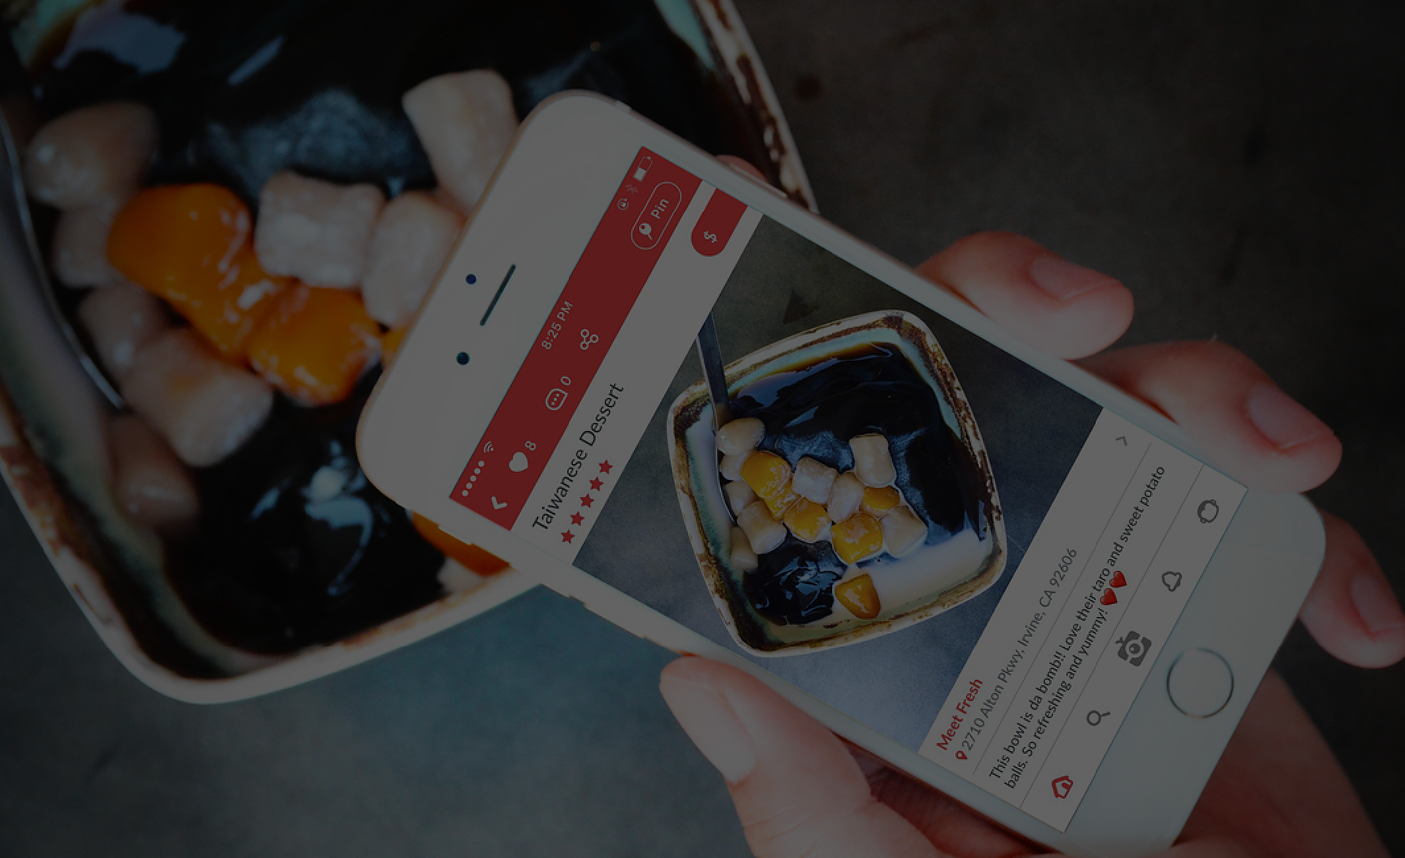 8:25 PM
8
0
Pin
Taiwanese Dessert
$
Meet Fresh
2710 Alton Pkwy, Irvine, CA 92606
This bowl is da bomb!! Love their taro and sweet potato
balls. So refreshing and yummy! ❤️❤️